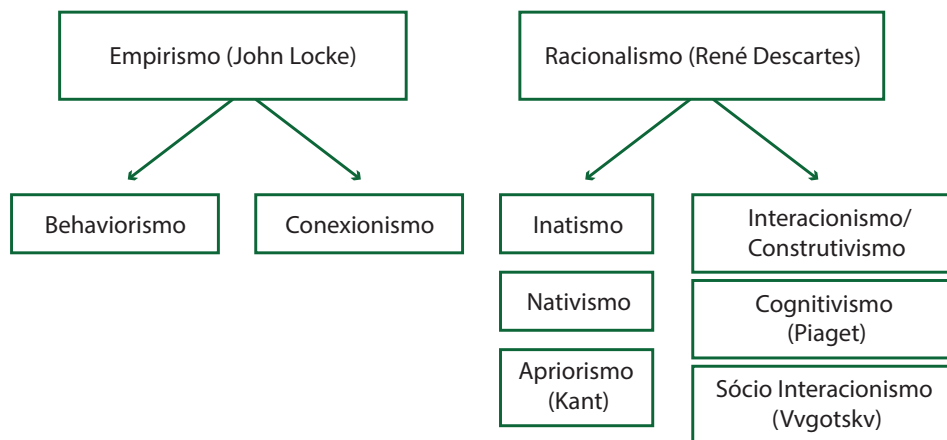 Empirismo (John Locke)
Racionalismo (René Descartes)
Behaviorismo
Conexionismo
Inatismo
Interacionismo/
Construtivismo
Nativismo
Cognitivismo
(Piaget)
Apriorismo
(Kant)
Sócio Interacionismo
(Vvgotskv)